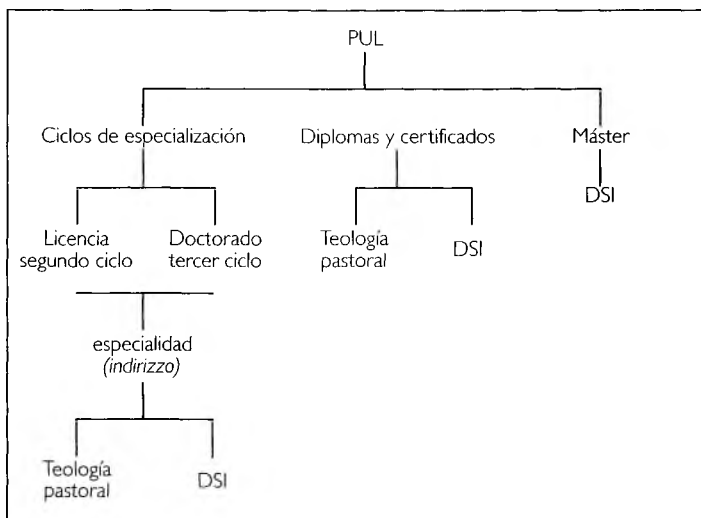 PUL
Ciclos de especialización
Diplomas y certificados
Máster
DSI
Licencia
segundo ciclo
Doctorado
tercer ciclo
Teología
pastoral
DSI
especialidad
(indirizzo)
Teología
pastoral
DSI